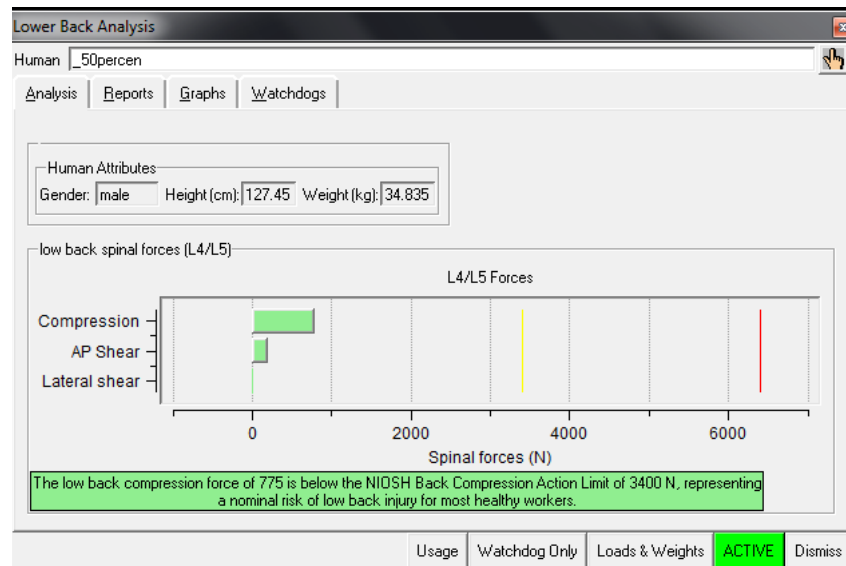 Lower Back Analysis
Human _50percen
Analysis Reports Graphs Watchdogs
Human Attributes
Gender: male Height (cm): 127.45 Weight (kg): 34.835
low back spinal forces (L4/L5)
L4/L5 Forces
Compression
AP Shear
Lateral shear
0 2000 4000 6000
Spinal forces (N)
The low back compression force of 775 is below the NIOSH Back Compression Action Limit of 3400 N, representing
a nominal risk of low back injury for most healthy workers.
Usage Watchdog Only Loads & Weights ACTIVE Dismiss